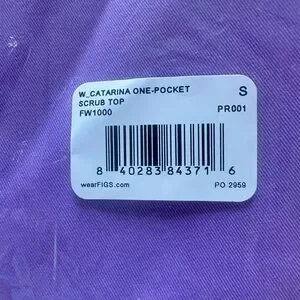 W_CATARINA ONE-POCKET S
SCRUB TOP
FW1000 PR001
8 40283 84371 6
wearFIGS.com PO 2959